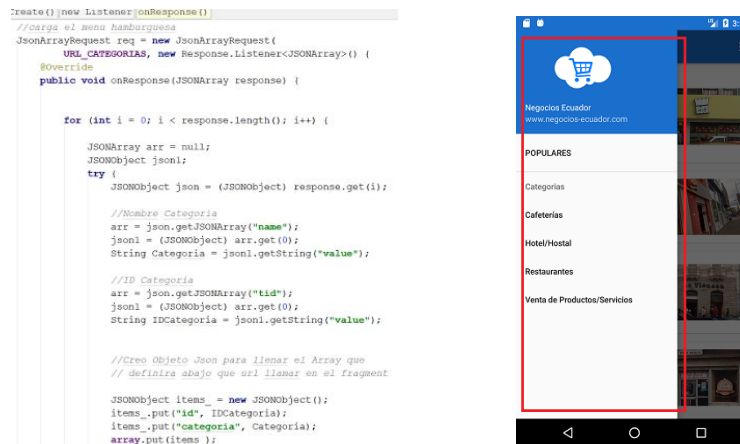 Create() new Listener onResponse()
//carga el menu hamburguesa
JsonArrayRequest req = new JsonArrayRequest(
URL_CATEGORIAS, new Response.Listener<JSONArray>() {
@Override
public void onResponse(JSONArray response) {
for (int i = 0; i < response.length(); i++) {
JSONArray arr = null;
JSONObject json1;
try {
JSONObject json = (JSONObject) response.get(i);
//Nombre Categoria
arr = json.getJSONArray("name");
json1 = (JSONObject) arr.get(0);
String Categoria = json1.getString("value");
//ID Categoria
arr = json.getJSONArray("tid");
json1 = (JSONObject) arr.get(0);
String IDCategoria = json1.getString("value");
//Creo Objeto Json para llenar el Array que
// definira abajo que url llamar en el fragment
JSONObject items_ = new JSONObject();
items_.put("id", IDCategoria);
items_.put("categoria", Categoria);
array.put(items_);
3:
Negocios Ecuador
www.negocios-ecuador.com
POPULARES
Categorias
Cafeterías
Hotel/Hostal
Restaurantes
Venta de Productos/Servicios